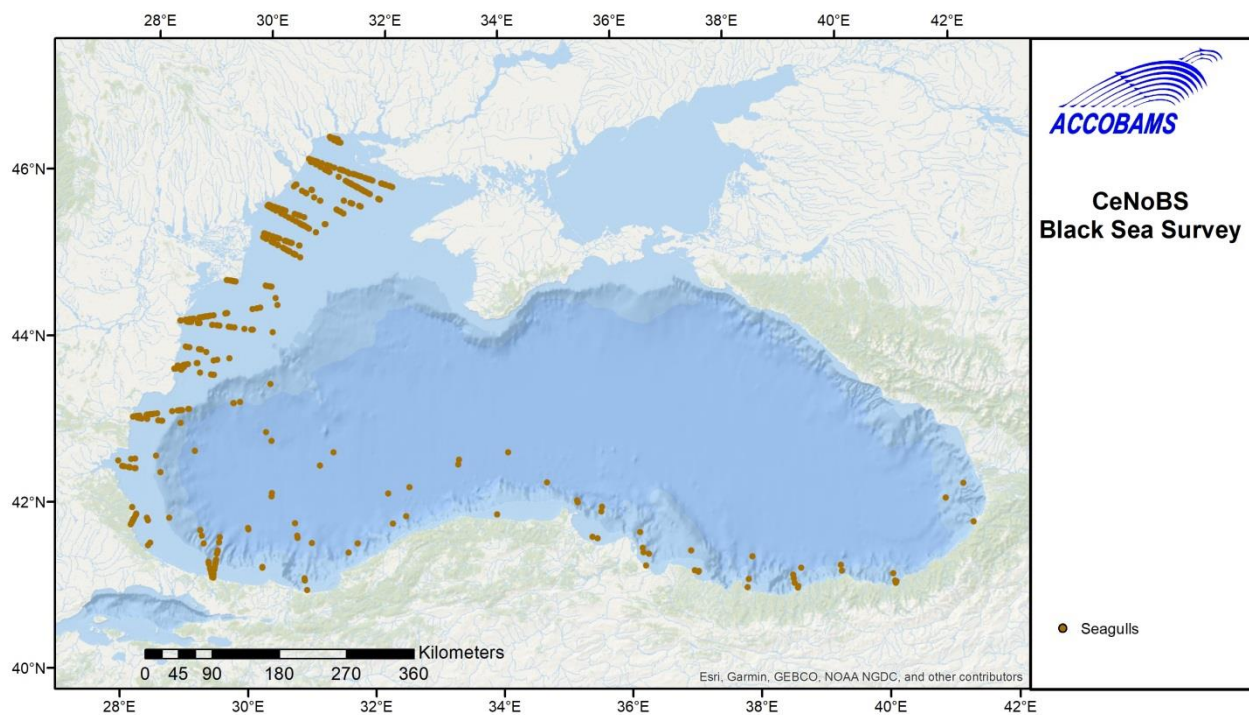 28°E 30°E 32°E 34°E 36°E 38°E 40°E 42°E
ACCOBAMS
CeNoBS
Black Sea Survey
46°N
44°N
42°N
40°N
Seagulls
Kilometers
0 45 90 180 270 360
Esri, Garmin, GEBCO, NOAA NGDC, and other contributors
28°E 30°E 32°E 34°E 36°E 38°E 40°E 42°E